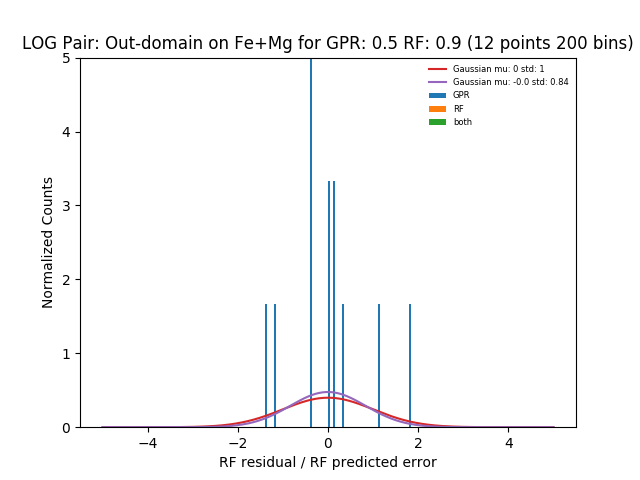 LOG Pair: Out-domain on Fe+Mg for GPR: 0.5 RF: 0.9 (12 points 200 bins)
Gaussian mu: 0 std: 1
Gaussian mu: -0.0 std: 0.84
GPR
RF
both
Normalized Counts
5
4
3
2
1
0
−4
−2
0
2
4
RF residual / RF predicted error